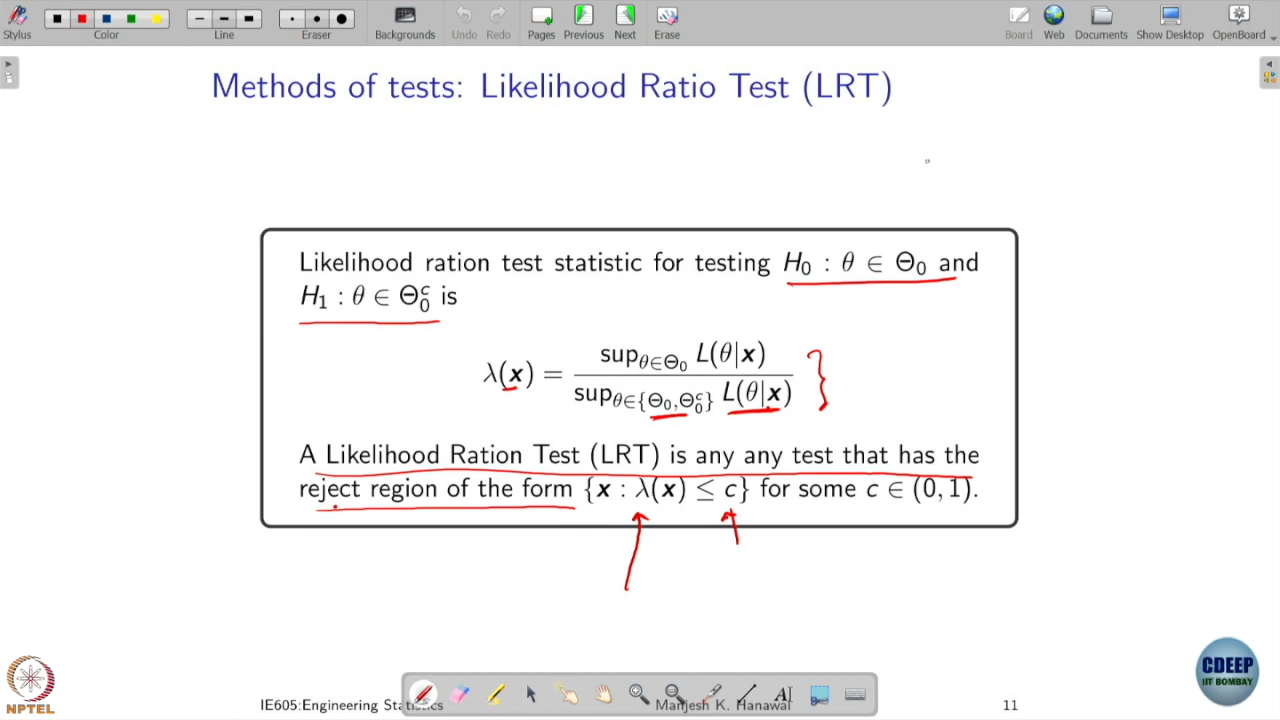 Stylus
Color
Line
Eraser
Backgrounds
Undo
Redo
Pages
Previous
Next
Erase
Board
Web
Documents
Show Desktop
OpenBoard
Methods of tests: Likelihood Ratio Test (LRT)
Likelihood ration test statistic for testing H₀ : θ ∈ Θ₀ and
H₁ : θ ∈ Θ₀ᶜ is
λ(x) = sup_{θ∈Θ₀} L(θ|x) / sup_{θ∈{Θ₀,Θ₀ᶜ}} L(θ|x)
A Likelihood Ration Test (LRT) is any any test that has the
reject region of the form {x : λ(x) ≤ c} for some c ∈ (0, 1).
NPTEL
IE605:Engineering Statistics
Manjesh K. Hanawal
11
CDEEP
IIT BOMBAY